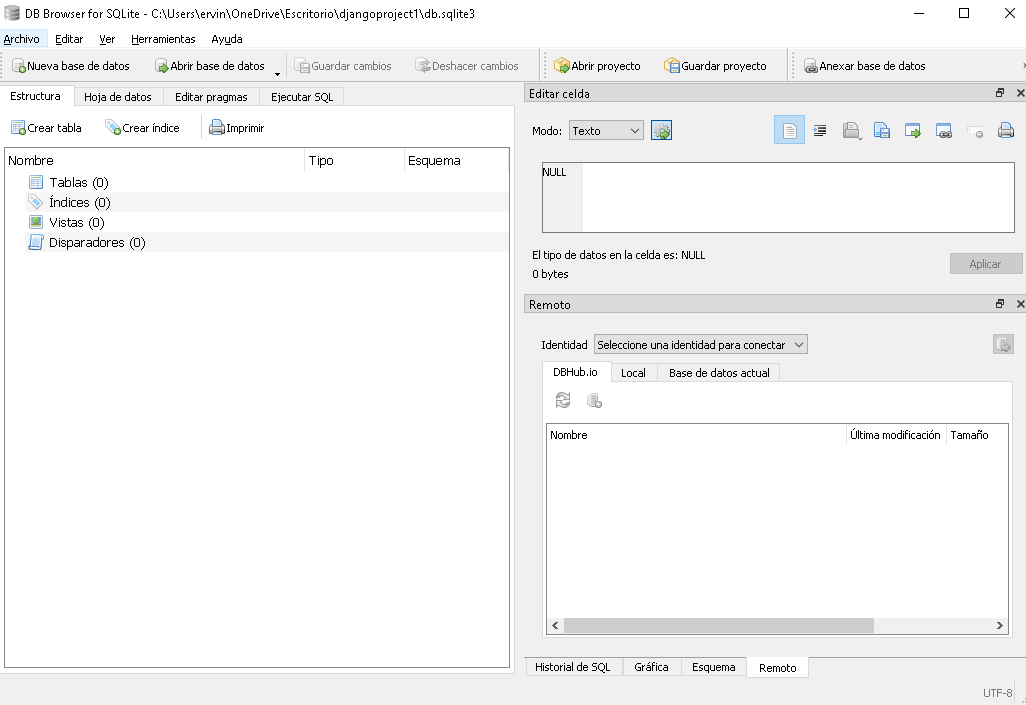 DB Browser for SQLite - C:\Users\ervin\OneDrive\Escritorio\djangoproject1\db.sqlite3
Archivo Editar Ver Herramientas Ayuda
Nueva base de datos Abrir base de datos Guardar cambios Deshacer cambios Abrir proyecto Guardar proyecto Anexar base de datos
Estructura Hoja de datos Editar pragmas Ejecutar SQL
Crear tabla Crear índice Imprimir
Nombre Tipo Esquema
Tablas (0)
Índices (0)
Vistas (0)
Disparadores (0)
Editar celda
Modo: Texto
NULL
El tipo de datos en la celda es: NULL
0 bytes
Aplicar
Remoto
Identidad Seleccione una identidad para conectar
DBHub.io Local Base de datos actual
Nombre Última modificación Tamaño
Historial de SQL Gráfica Esquema Remoto
UTF-8